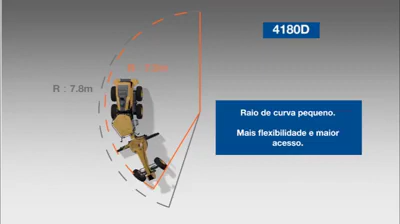 4180D
R : 7.8m
Raio de curva pequeno.
Mais flexibilidade e maior
acesso.